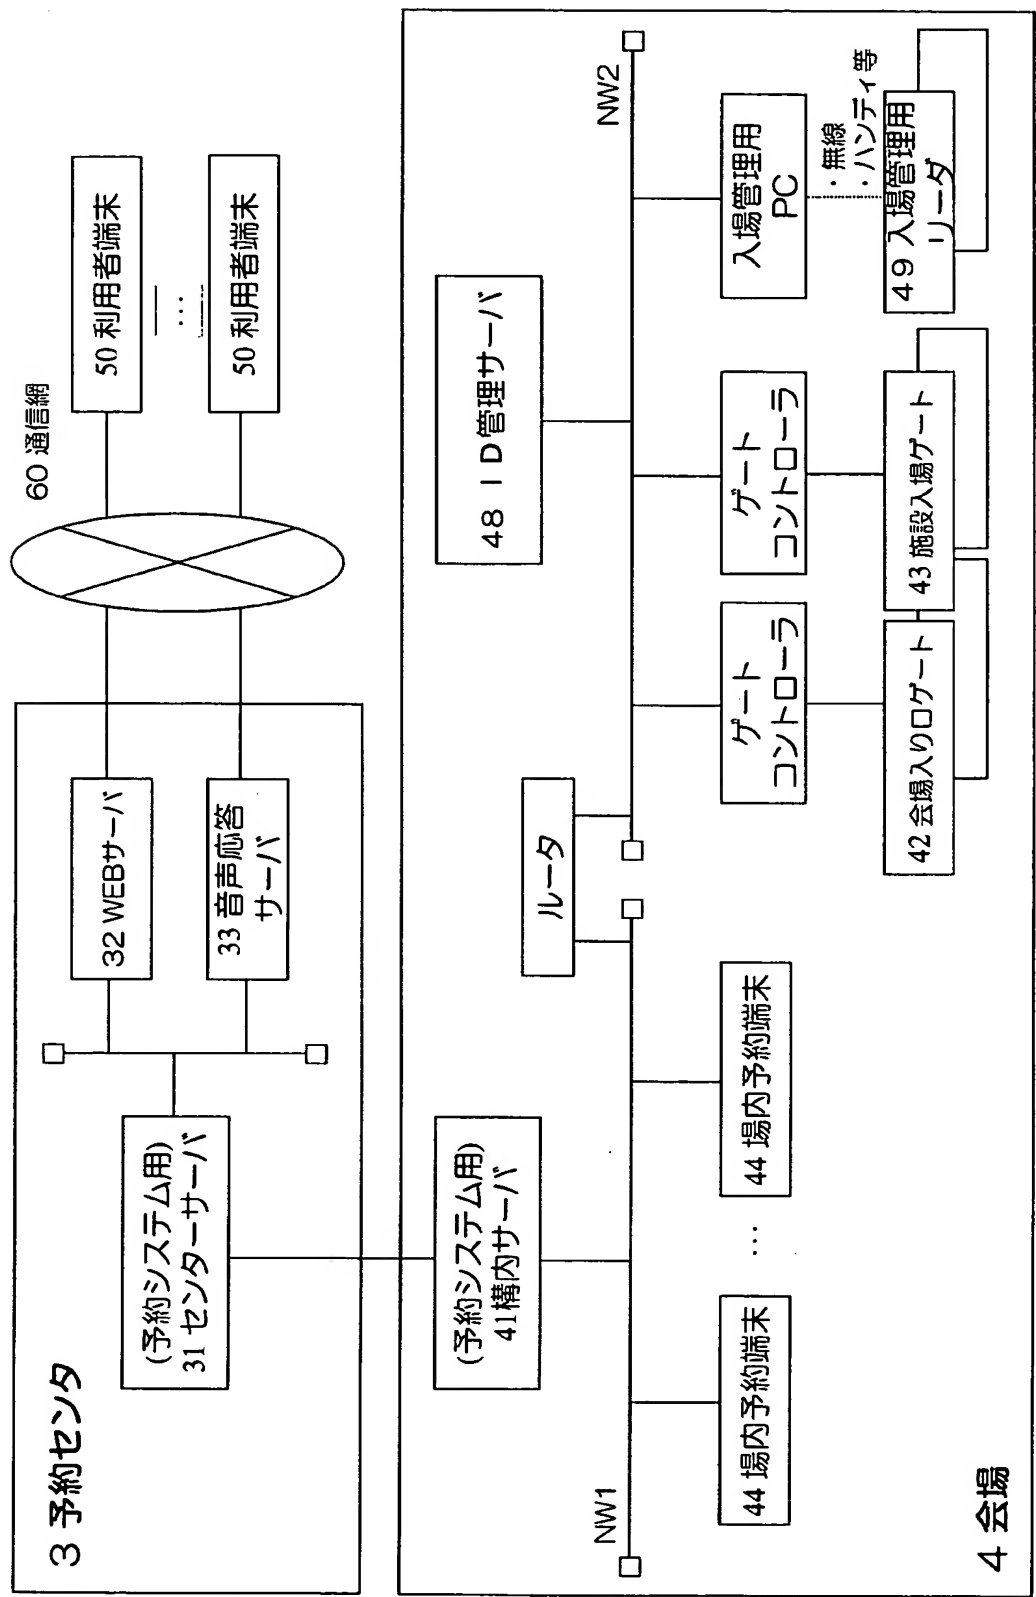 3 予約センタ
(予約システム用)
31 センターサーバ
32 WEBサーバ
33 音声応答
サーバ
60 通信網
50 利用者端末
…
50 利用者端末
4 会場
(予約システム用)
41 構内サーバ
NW1
44 場内予約端末
…
44 場内予約端末
ルータ
NW2
48 ID管理サーバ
ゲート
コントローラ
42 会場入り口ゲート
ゲート
コントローラ
43 施設入場ゲート
入場管理用
PC
・無線
・ハンディ等
49 入場管理用
リーダ